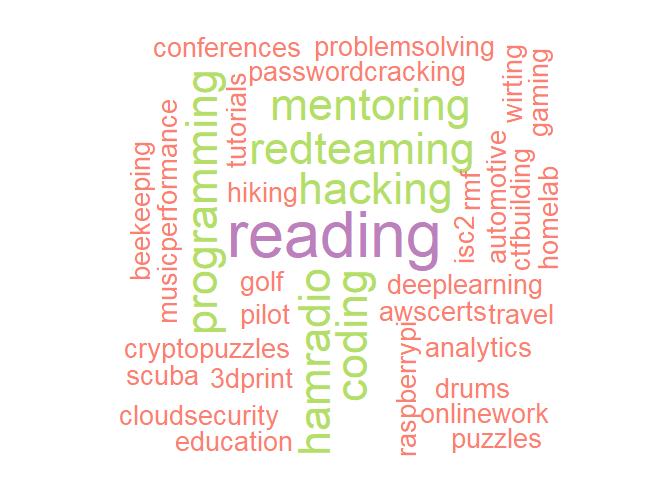 conferences
problemsolving
passwordcracking
wirting
gaming
programming
tutorials
mentoring
redteaming
beekeeping
musicperformance
hiking
hacking
rmf
isc2
automotive
ctfbuilding
homelab
reading
golf
pilot
hamradio
coding
deeplearning
awscerts
travel
cryptopuzzles
scuba
3dprint
raspberrypi
analytics
drums
cloudsecurity
onlinework
education
puzzles